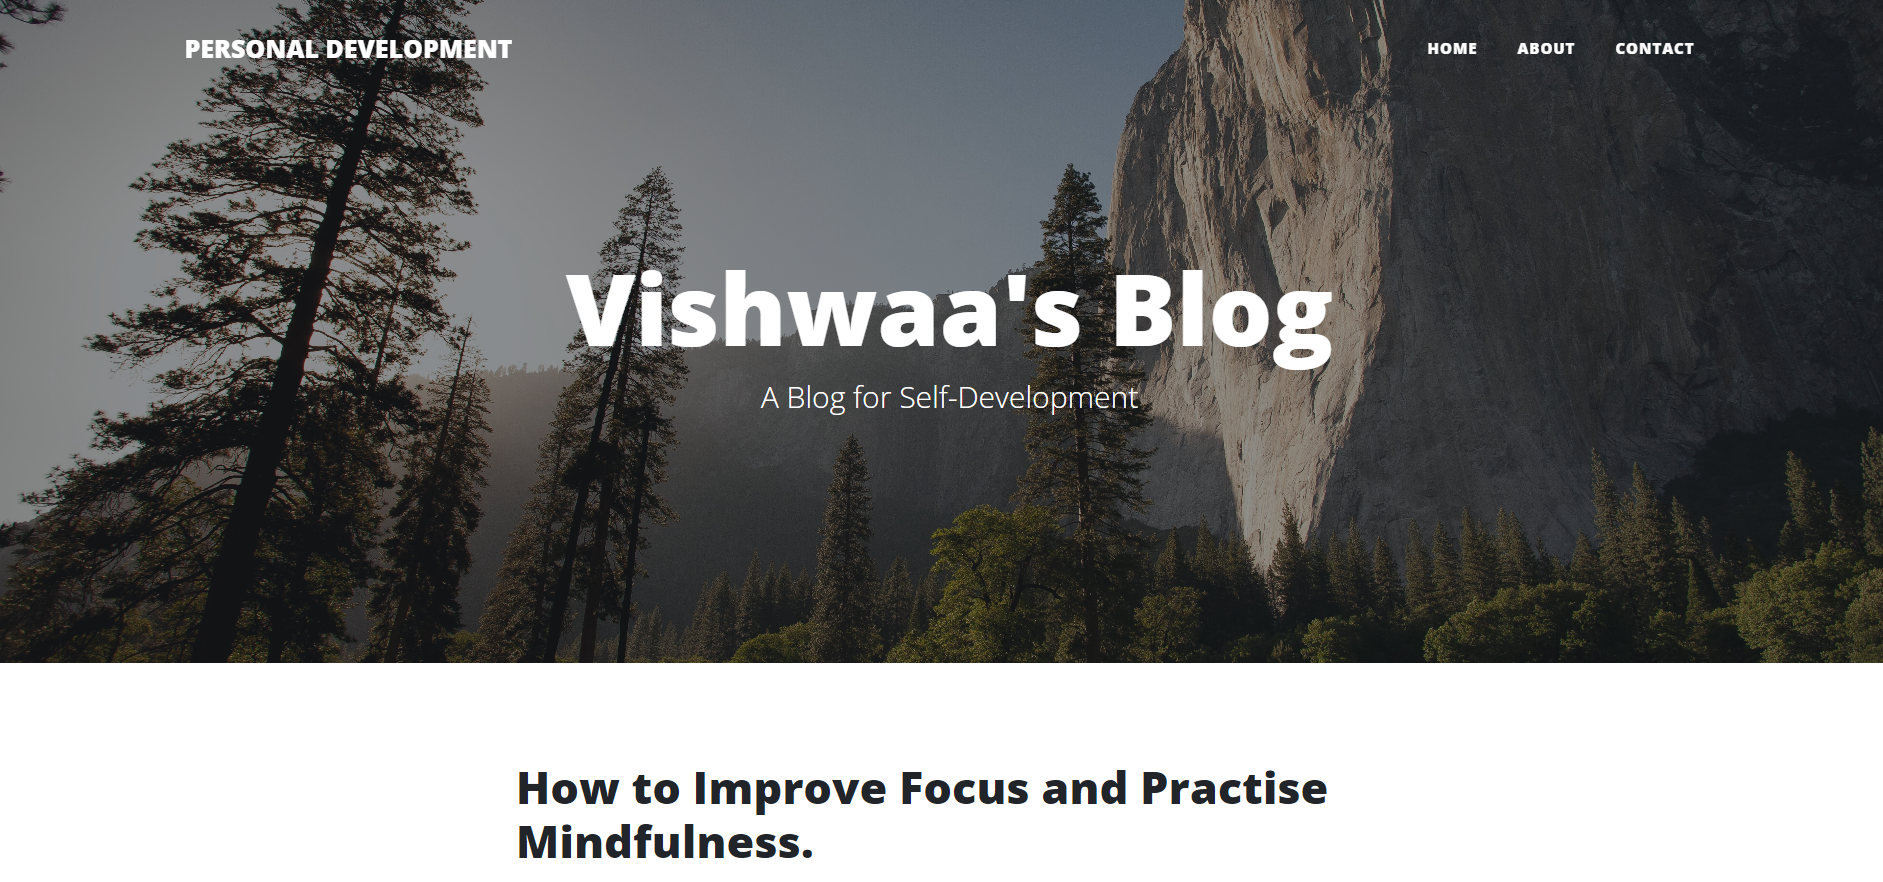 PERSONAL DEVELOPMENT
HOME ABOUT CONTACT
Vishwaa's Blog
A Blog for Self-Development
How to Improve Focus and Practise
Mindfulness.